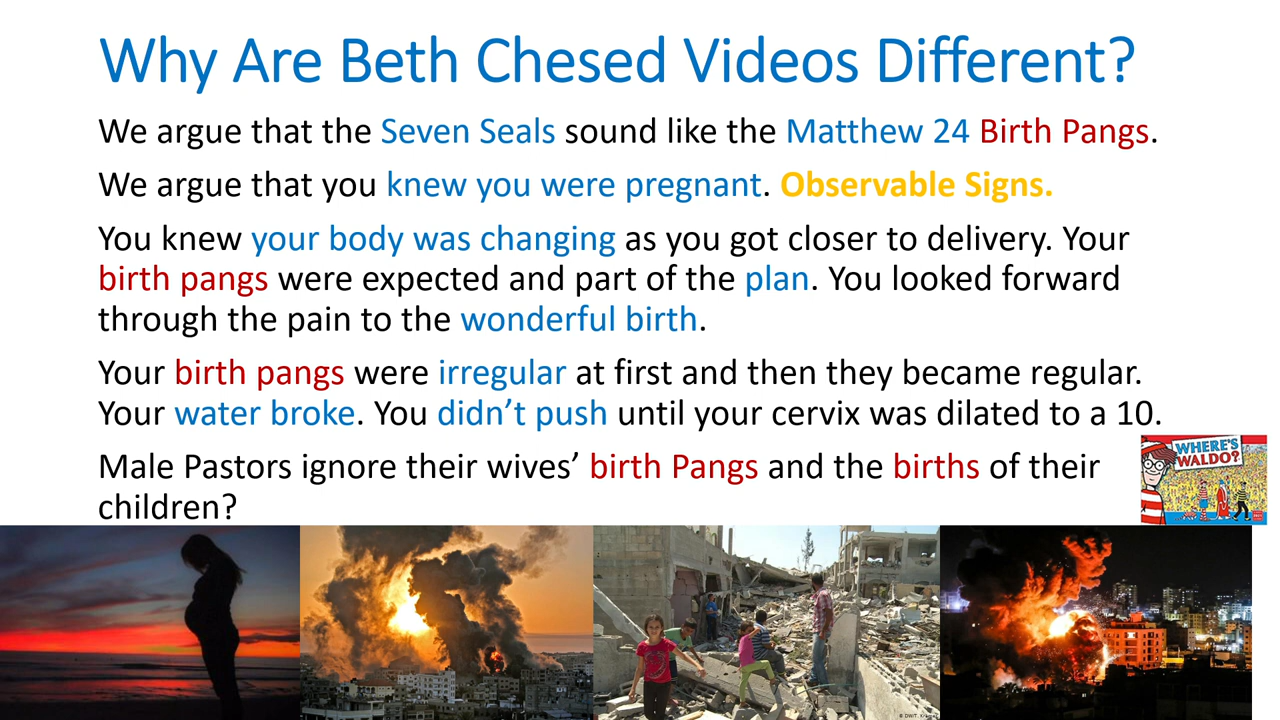 Why Are Beth Chesed Videos Different?
We argue that the Seven Seals sound like the Matthew 24 Birth Pangs.
We argue that you knew you were pregnant. Observable Signs.
You knew your body was changing as you got closer to delivery. Your
birth pangs were expected and part of the plan. You looked forward
through the pain to the wonderful birth.
Your birth pangs were irregular at first and then they became regular.
Your water broke. You didn’t push until your cervix was dilated to a 10.
Male Pastors ignore their wives’ birth Pangs and the births of their
children?
WHERE'S
WALDO?